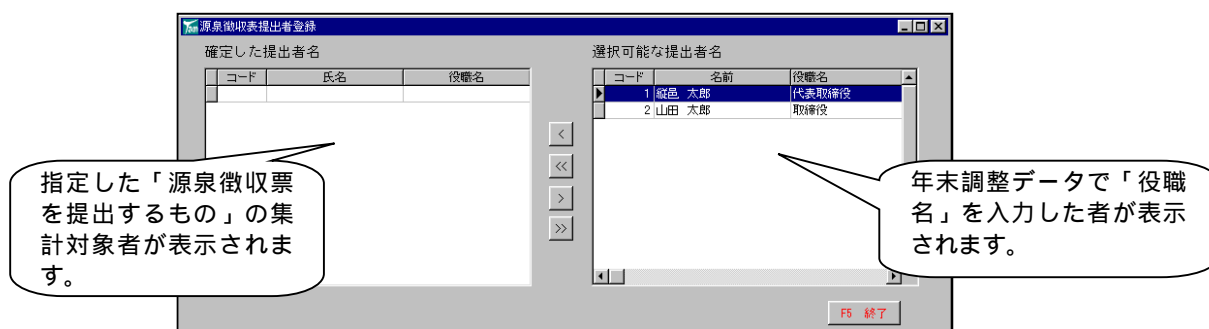 源泉徴収表提出者登録
確定した提出者名
コード 氏名 役職名
選択可能な提出者名
コード 名前 役職名
1 縦邑 太郎 代表取締役
2 山田 太郎 取締役
<
<<
>
>>
指定した「源泉徴収票
を提出するもの」の集
計対象者が表示されま
す。
年末調整データで「役職
名」を入力した者が表示
されます。
F5 終了